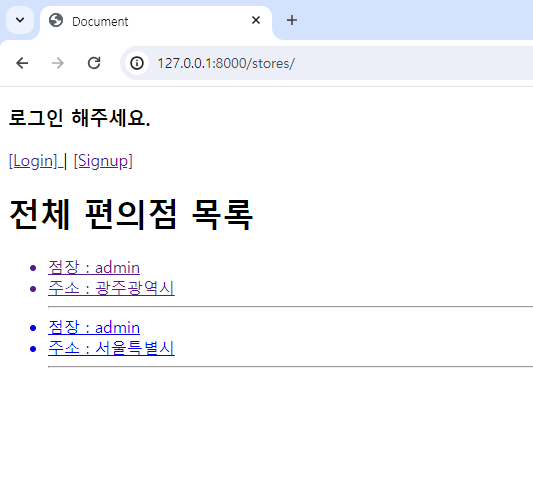 Document
127.0.0.1:8000/stores/
로그인 해주세요.
[Login] | [Signup]
전체 편의점 목록
점장 : admin
주소 : 광주광역시
점장 : admin
주소 : 서울특별시